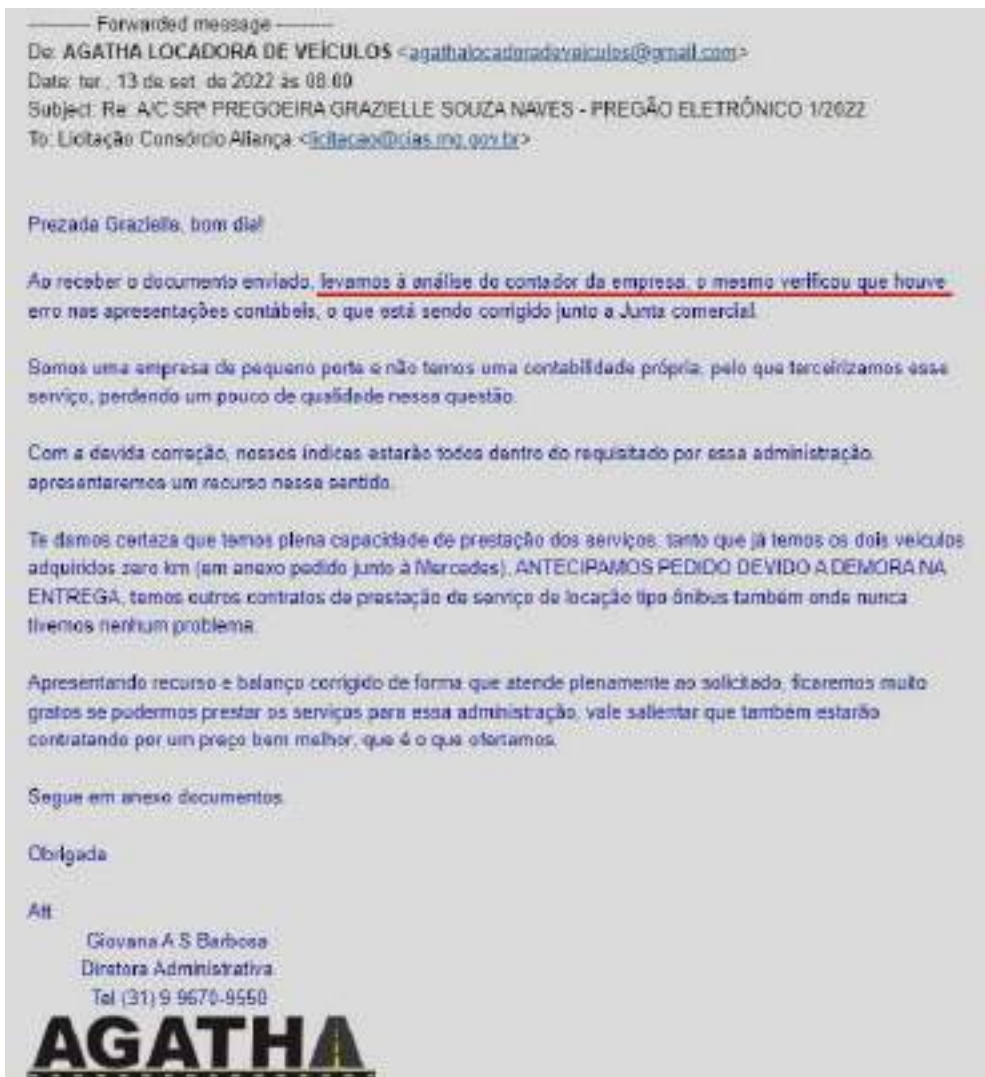 ---------- Forwarded message ----------
De: AGATHA LOCADORA DE VEÍCULOS <agathalocadoradeveiculos@gmail.com>
Date: ter., 13 de set. de 2022 às 08:00
Subject: Re: A/C SRª PREGOEIRA GRAZIELLE SOUZA NAVES - PREGÃO ELETRÔNICO 1/2022
To: Licitação Consórcio Aliança <licitacao@cias.mg.gov.br>
Prezada Grazielle, bom dia!
Ao receber o documento enviado, levamos à análise do contador da empresa, o mesmo verificou que houve
erro nas apresentações contábeis, o que está sendo corrigido junto a Junta comercial.
Somos uma empresa de pequeno porte e não temos uma contabilidade própria, pelo que terceirizamos esse
serviço, perdendo um pouco de qualidade nessa questão.
Com a devida correção, nossos índices estarão todos dentro do requisitado por essa administração,
apresentaremos um recurso nesse sentido.
Te damos certeza que temos plena capacidade de prestação dos serviços, tanto que já temos os dois veículos
adquiridos zero km (em anexo pedido junto à Mercedes), ANTECIPAMOS PEDIDO DEVIDO A DEMORA NA
ENTREGA, temos outros contratos de prestação de serviço de locação tipo ônibus também onde nunca
tivemos nenhum problema.
Apresentando recurso e balanço corrigido de forma que atende plenamente ao solicitado, ficaremos muito
gratos se pudermos prestar os serviços para essa administração, vale salientar que também estarão
contratando por um preço bem melhor, que é o que ofertamos.
Segue em anexo documentos.
Obrigada
Att
Giovana A S Barbosa
Diretora Administrativa
Tel (31) 9 9670-9550
AGATHA